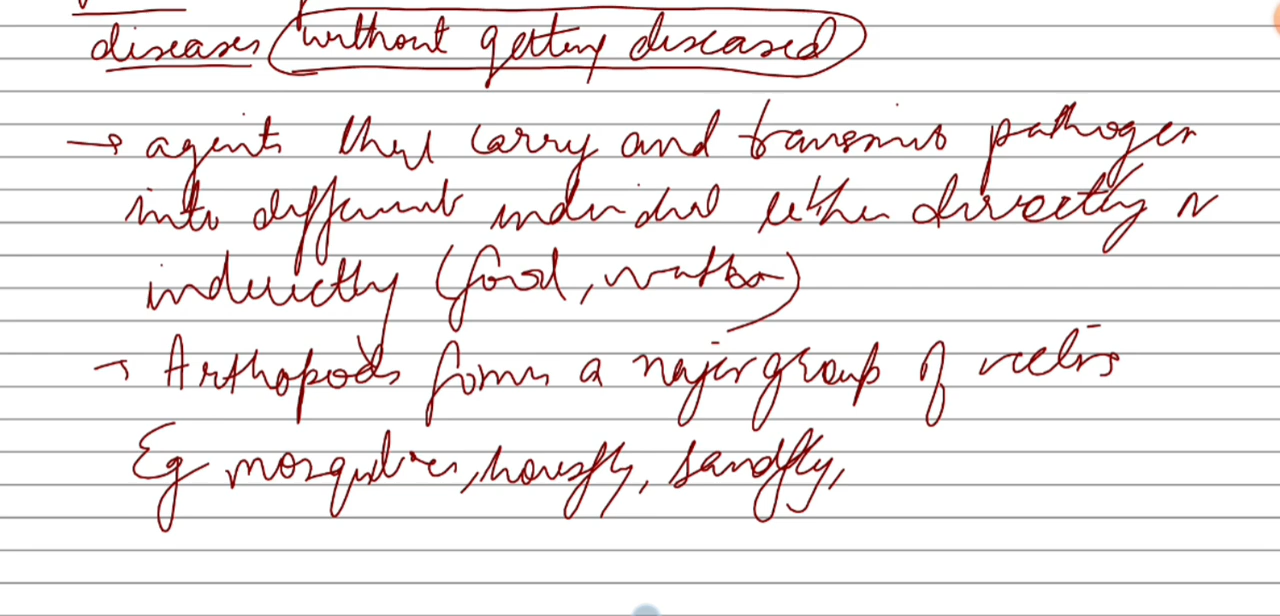 diseases (without getting diseased)
→ agents that carry and transmit pathogen
into different individual either directly or
indirectly (food, water)
→ Arthopods forms a major group of vectors
Eg mosquitoes, housfly, sandfly,